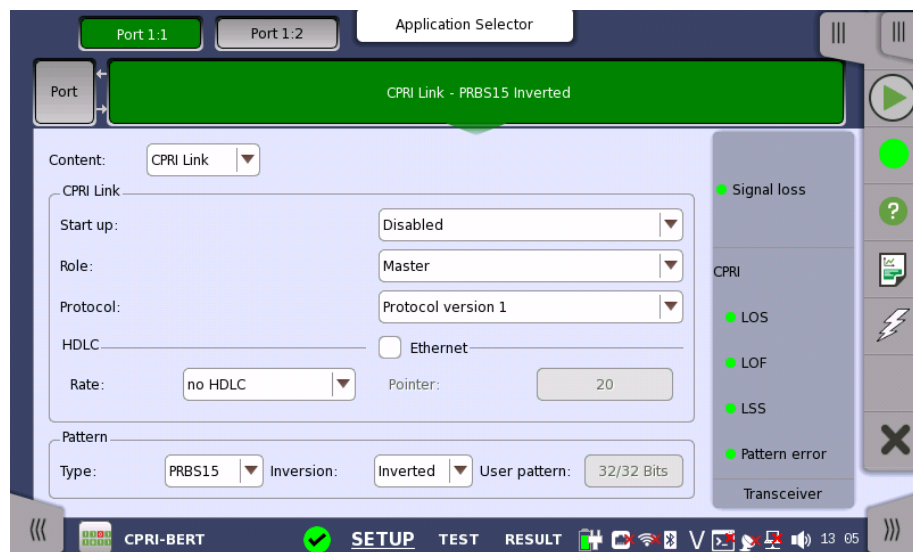 Port 1:1
Port 1:2
Application Selector
Port
CPRI Link - PRBS15 Inverted
Content:
CPRI Link
Signal loss
CPRI Link
Start up:
Disabled
Role:
Master
CPRI
Protocol:
Protocol version 1
LOS
HDLC
Ethernet
LOF
Rate:
no HDLC
Pointer:
20
LSS
Pattern
Pattern error
Type:
PRBS15
Inversion:
Inverted
User pattern:
32/32 Bits
Transceiver
CPRI-BERT
SETUP
TEST
RESULT
13 05